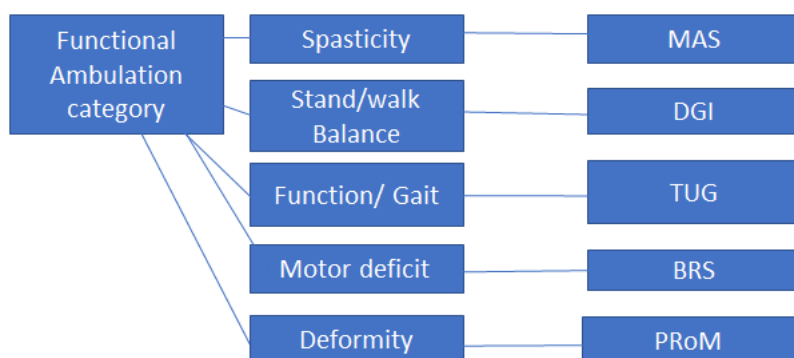 Functional
Ambulation
category
Spasticity
MAS
Stand/walk
Balance
DGI
Function/ Gait
TUG
Motor deficit
BRS
Deformity
PRoM